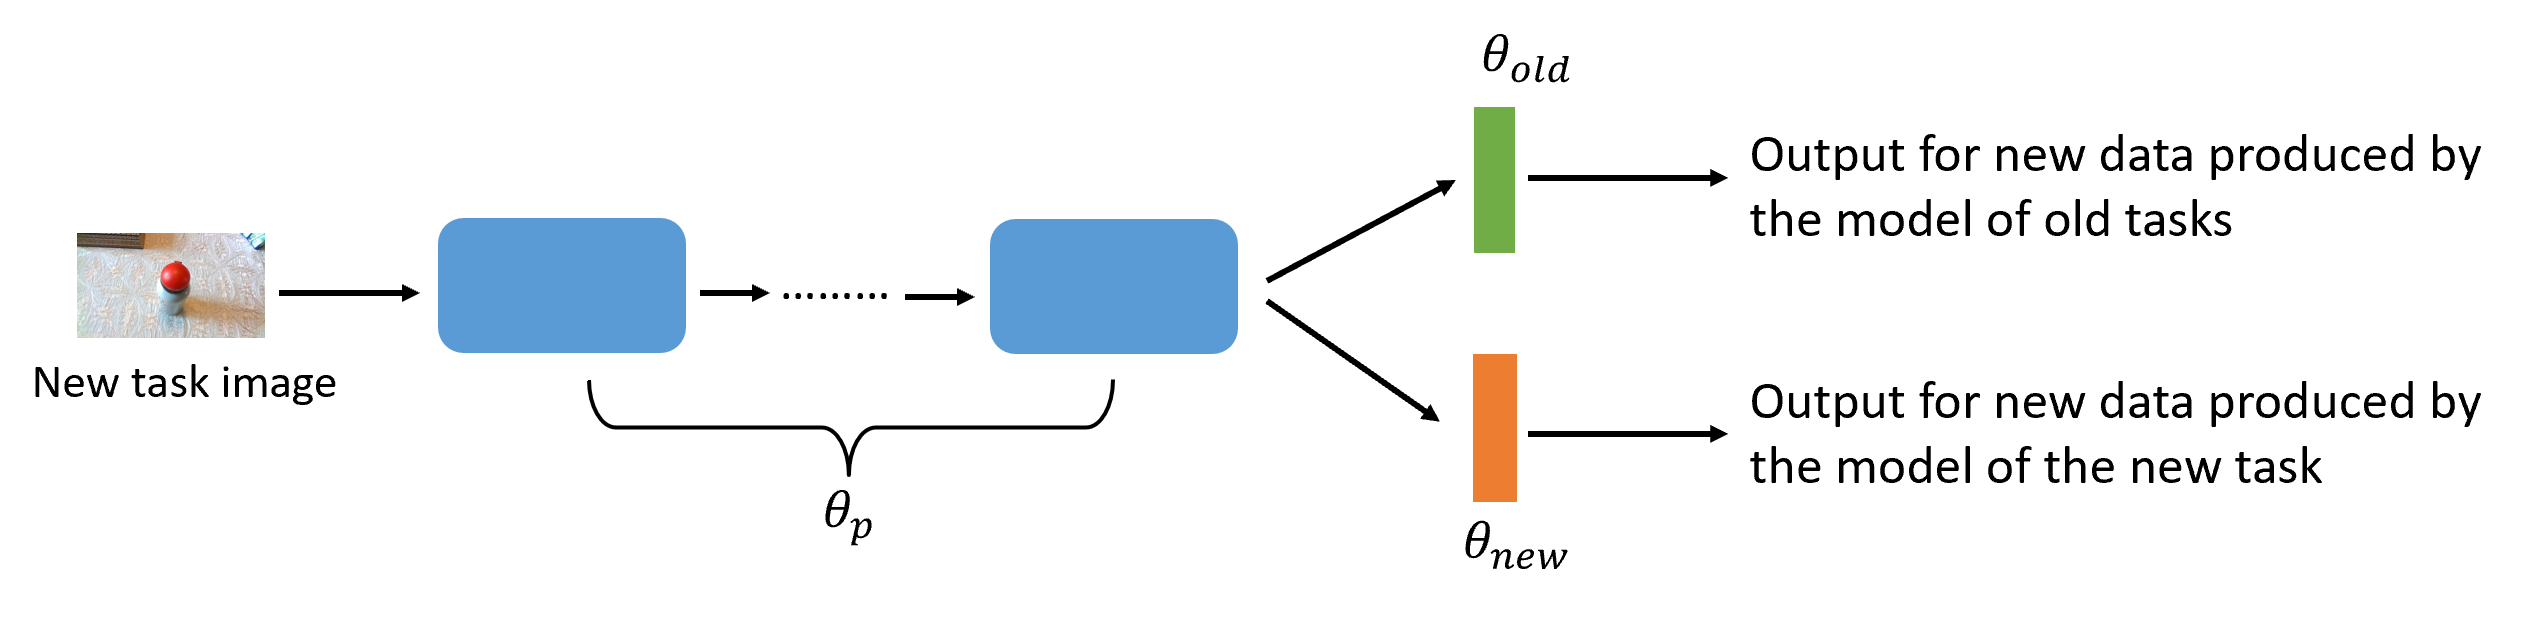 θ_old
Output for new data produced by
the model of old tasks
New task image
θ_p
Output for new data produced by
the model of the new task
θ_new